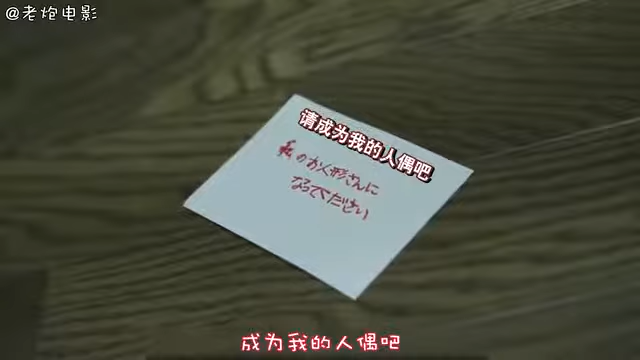 @老炮电影
请成为我的人偶吧
私のお人形さんに
なってください
成为我的人偶吧